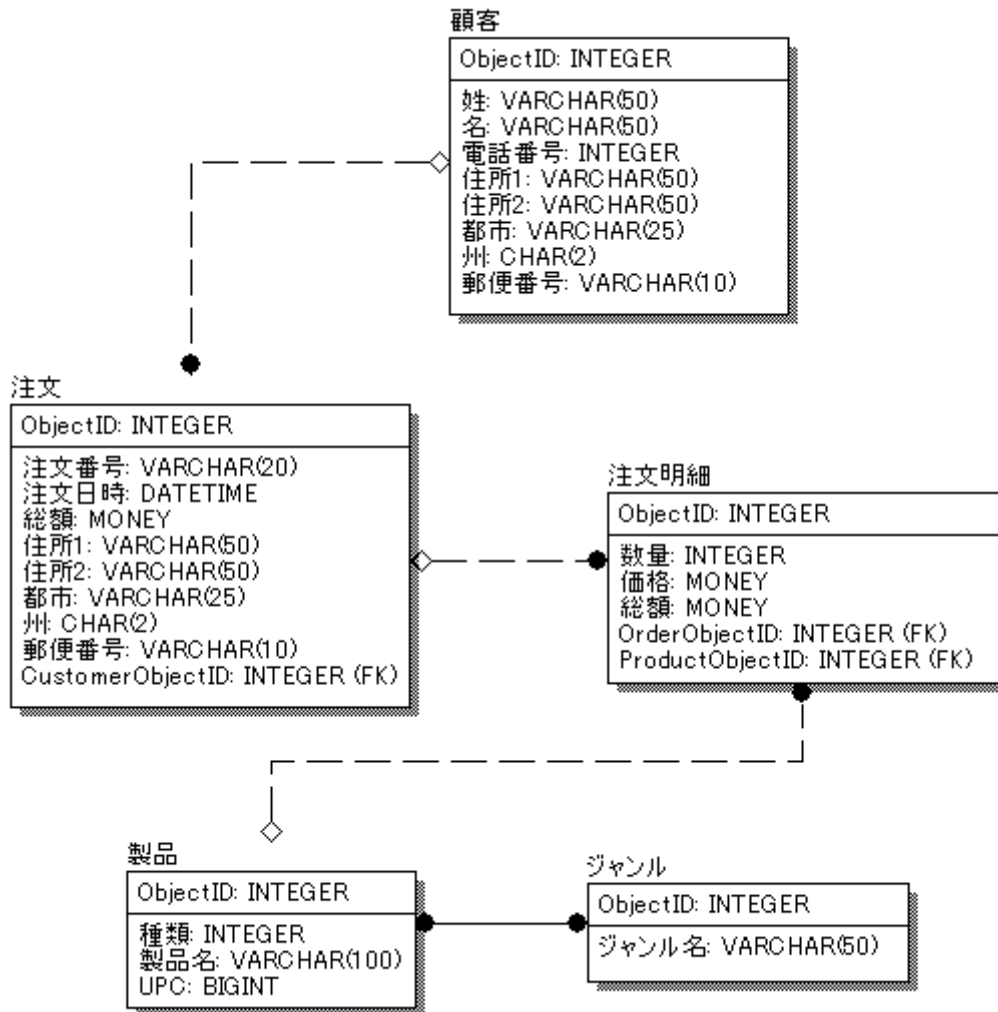 顧客
ObjectID: INTEGER
姓: VARCHAR(50)
名: VARCHAR(50)
電話番号: INTEGER
住所1: VARCHAR(50)
住所2: VARCHAR(50)
都市: VARCHAR(25)
州: CHAR(2)
郵便番号: VARCHAR(10)
注文
ObjectID: INTEGER
注文番号: VARCHAR(20)
注文日時: DATETIME
総額: MONEY
住所1: VARCHAR(50)
住所2: VARCHAR(50)
都市: VARCHAR(25)
州: CHAR(2)
郵便番号: VARCHAR(10)
CustomerObjectID: INTEGER (FK)
注文明細
ObjectID: INTEGER
数量: INTEGER
価格: MONEY
総額: MONEY
OrderObjectID: INTEGER (FK)
ProductObjectID: INTEGER (FK)
製品
ObjectID: INTEGER
種類: INTEGER
製品名: VARCHAR(100)
UPC: BIGINT
ジャンル
ObjectID: INTEGER
ジャンル名: VARCHAR(50)